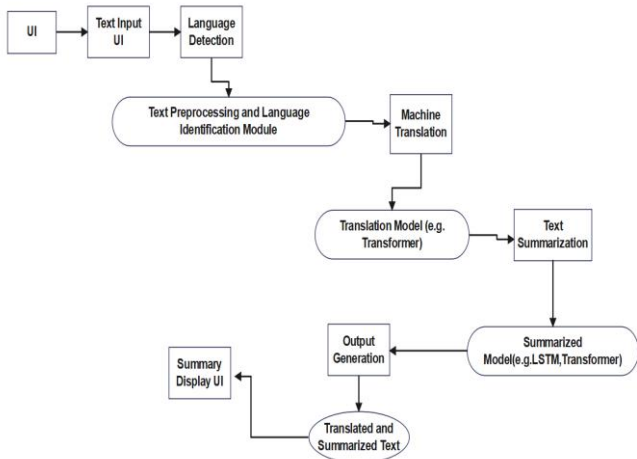 UI
Text Input
UI
Language
Detection
Text Preprocessing and Language
Identification Module
Machine
Translation
Translation Model (e.g.
Transformer)
Text
Summarization
Summarized
Model(e.g.LSTM,Transformer)
Output
Generation
Translated and
Summarized Text
Summary
Display UI